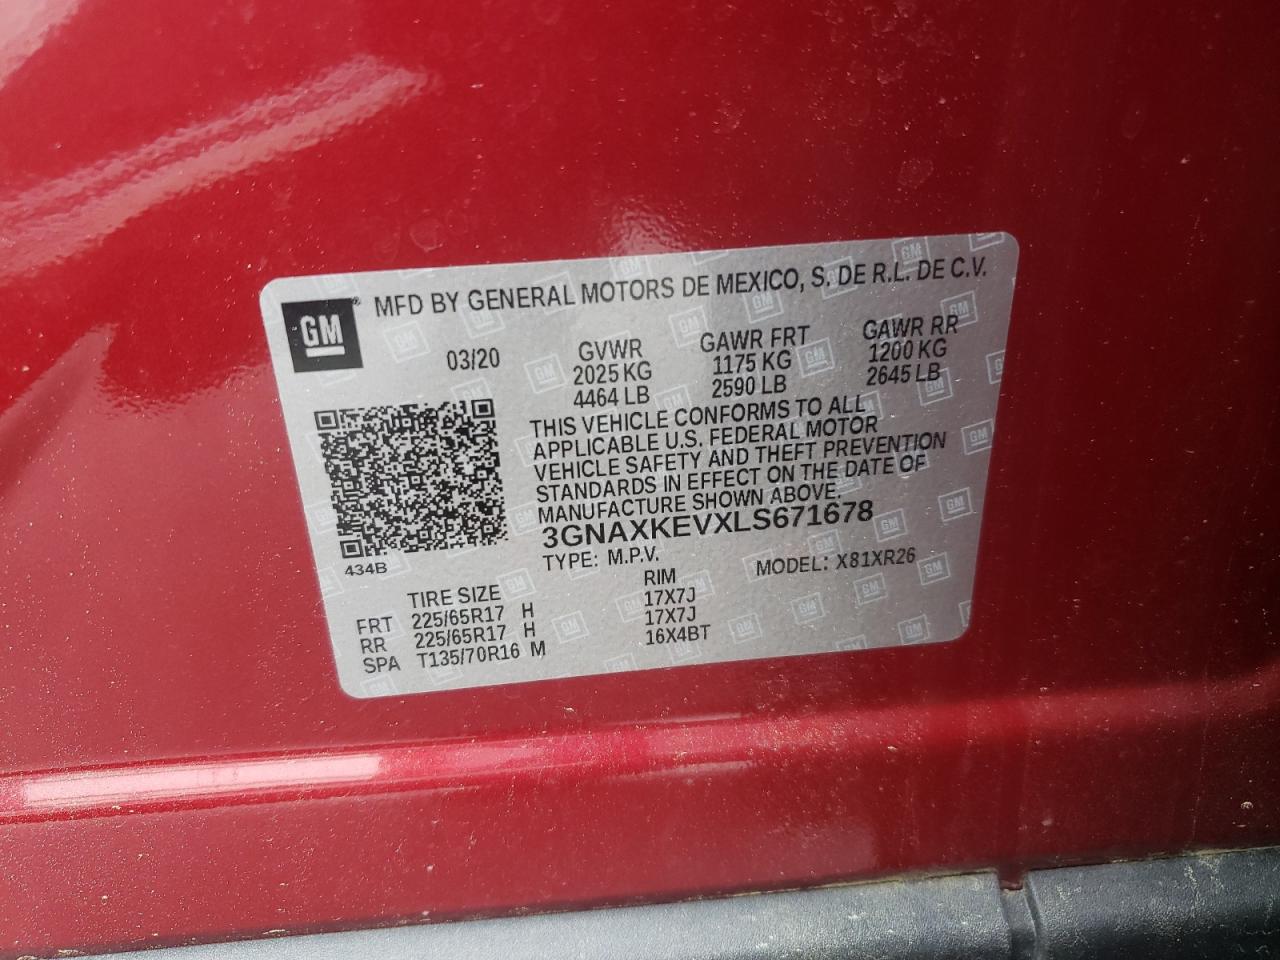 GM
MFD BY GENERAL MOTORS DE MEXICO, S. DE R.L. DE C.V.
03/20
GVWR GAWR FRT GAWR RR
2025 KG 1175 KG 1200 KG
4464 LB 2590 LB 2645 LB
THIS VEHICLE CONFORMS TO ALL
APPLICABLE U.S. FEDERAL MOTOR
VEHICLE SAFETY AND THEFT PREVENTION
STANDARDS IN EFFECT ON THE DATE OF
MANUFACTURE SHOWN ABOVE.
3GNAXKEVXLS671678
TYPE: M.P.V. MODEL: X81XR26
434B
TIRE SIZE RIM
FRT 225/65R17 H 17X7J
RR 225/65R17 H 17X7J
SPA T135/70R16 M 16X4BT